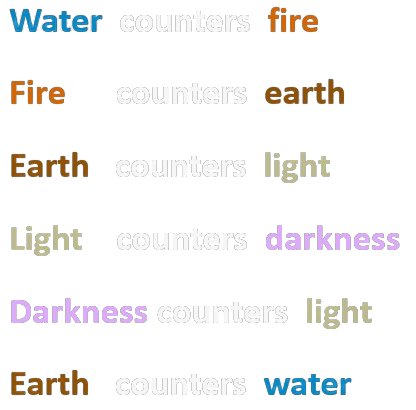 Water counters fire
Fire counters earth
Earth counters light
Light counters darkness
Darkness counters light
Earth counters water